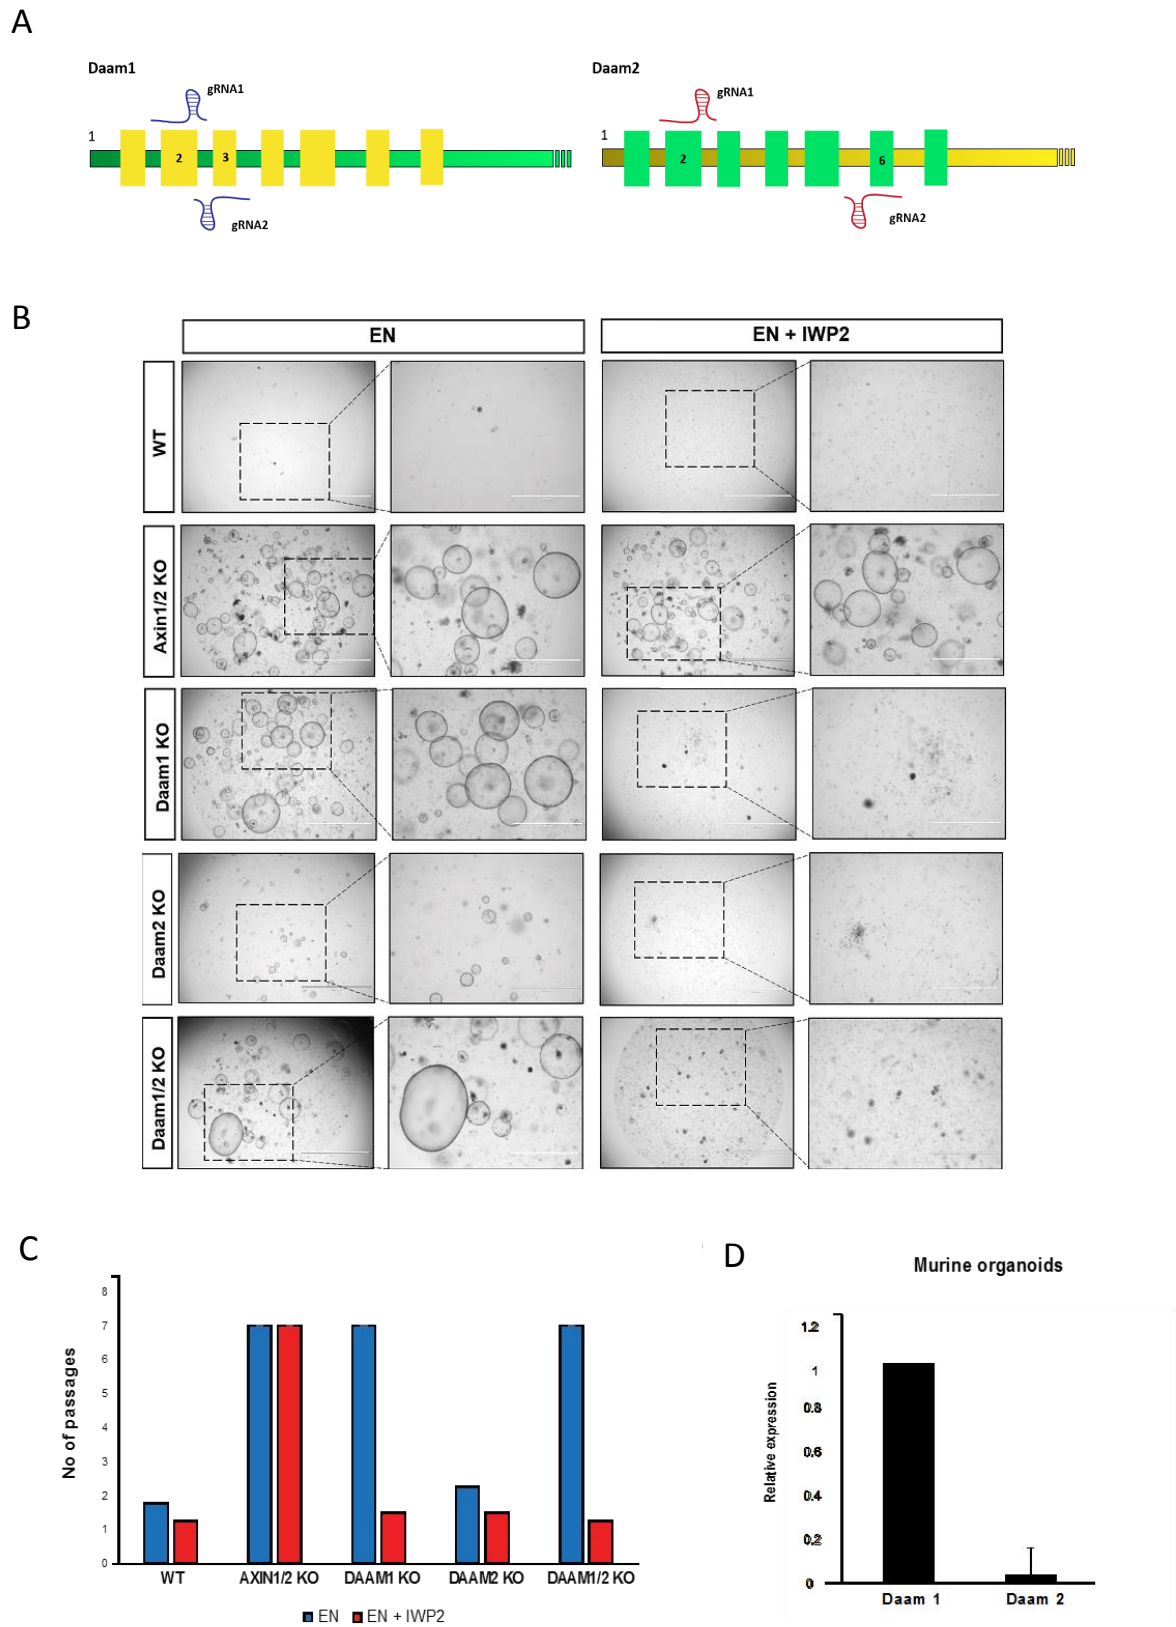 A
Daam1
gRNA1
1
2
3
gRNA2
Daam2
gRNA1
1
2
6
gRNA2
B
EN
EN + IWP2
WT
Axin1/2 KO
Daam1 KO
Daam2 KO
Daam1/2 KO
C
No of passages
8
7
6
5
4
3
2
1
0
WT
AXIN1/2 KO
DAAM1 KO
DAAM2 KO
DAAM1/2 KO
EN
EN + IWP2
D
Murine organoids
Relative expression
1.2
1
0.8
0.6
0.4
0.2
0
Daam 1
Daam 2